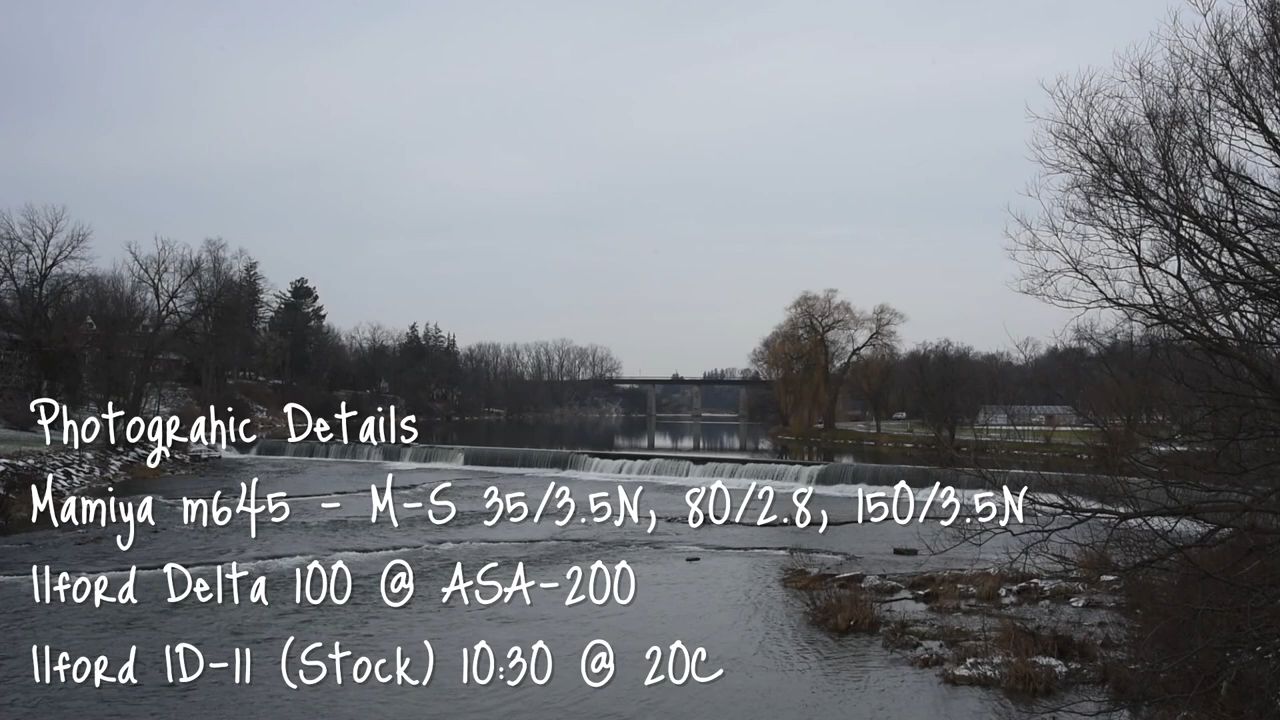 Photograhic Details
Mamiya m645 - M-S 35/3.5N, 80/2.8, 150/3.5N
Ilford Delta 100 @ ASA-200
Ilford ID-11 (Stock) 10:30 @ 20C